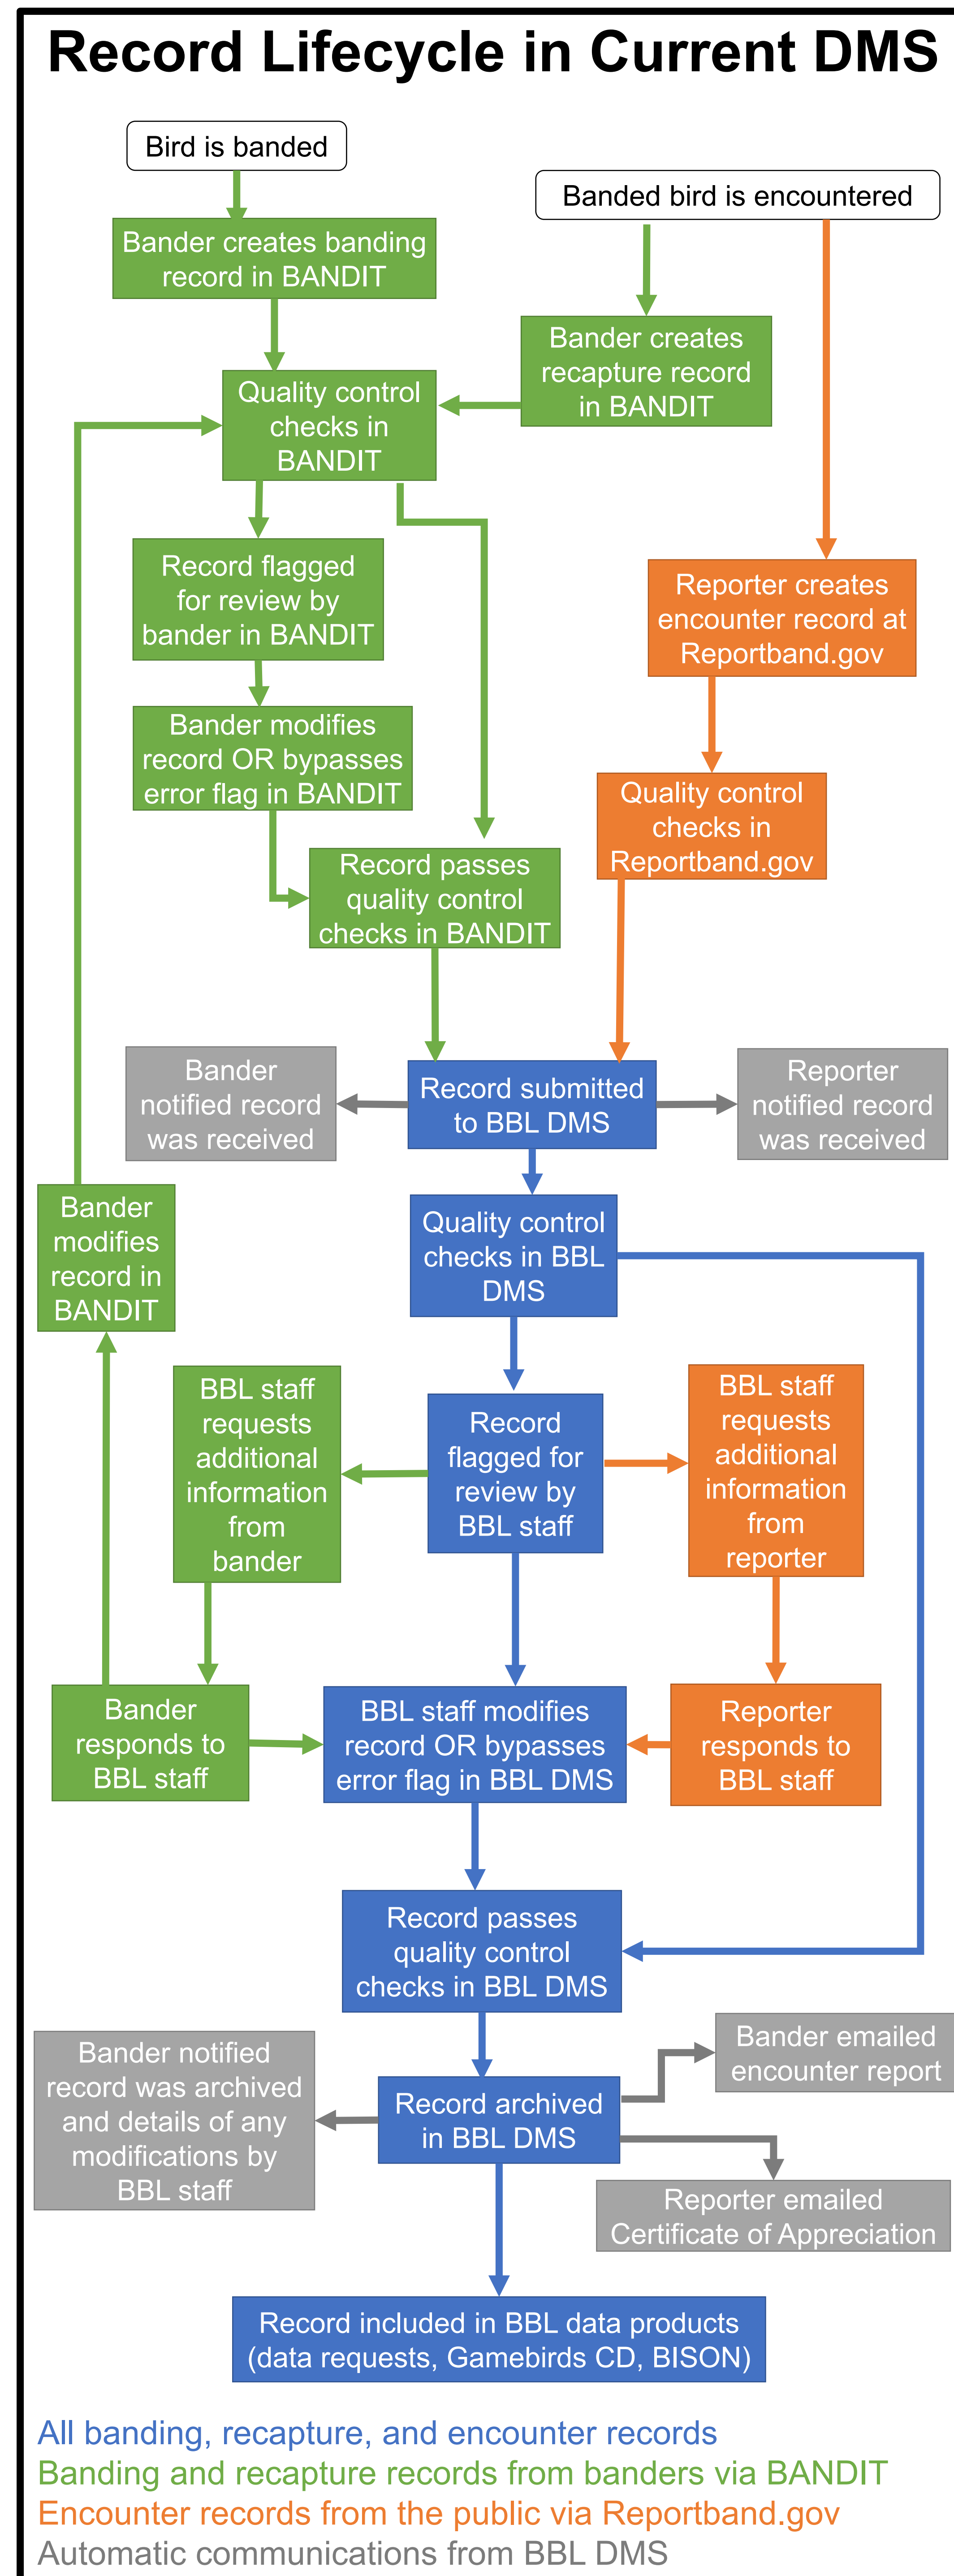 Record Lifecycle in Current DMS
Bird is banded
Banded bird is encountered
Bander creates banding
record in BANDIT
Bander creates
recapture record
in BANDIT
Quality control
checks in
BANDIT
Record flagged
for review by
bander in BANDIT
Reporter creates
encounter record at
Reportband.gov
Bander modifies
record OR bypasses
error flag in BANDIT
Quality control
checks in
Reportband.gov
Record passes
quality control
checks in BANDIT
Bander
notified record
was received
Record submitted
to BBL DMS
Reporter
notified record
was received
Bander
modifies
record in
BANDIT
Quality control
checks in BBL
DMS
BBL staff
requests
additional
information
from
bander
Record
flagged for
review by
BBL staff
BBL staff
requests
additional
information
from
reporter
Bander
responds to
BBL staff
BBL staff modifies
record OR bypasses
error flag in BBL DMS
Reporter
responds to
BBL staff
Record passes
quality control
checks in BBL DMS
Bander notified
record was archived
and details of any
modifications by
BBL staff
Record archived
in BBL DMS
Bander emailed
encounter report
Reporter emailed
Certificate of Appreciation
Record included in BBL data products
(data requests, Gamebirds CD, BISON)
All banding, recapture, and encounter records
Banding and recapture records from banders via BANDIT
Encounter records from the public via Reportband.gov
Automatic communications from BBL DMS